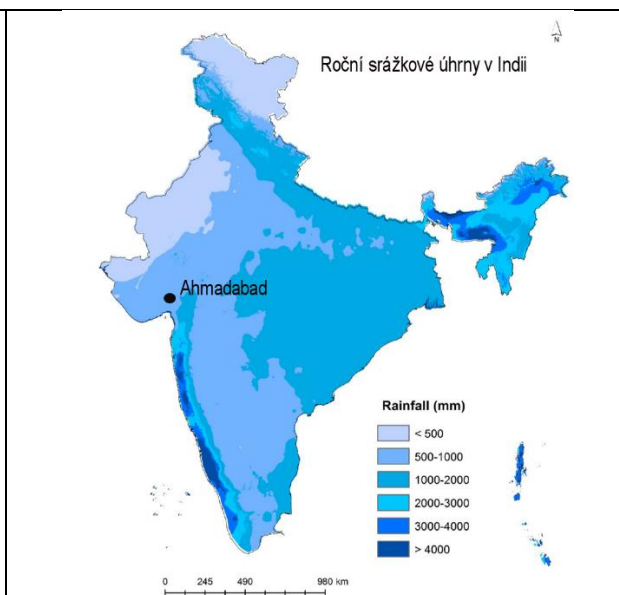 N
Roční srážkové úhrny v Indii
Ahmadabad
Rainfall (mm)
< 500
500-1000
1000-2000
2000-3000
3000-4000
> 4000
0 245 490 980 km